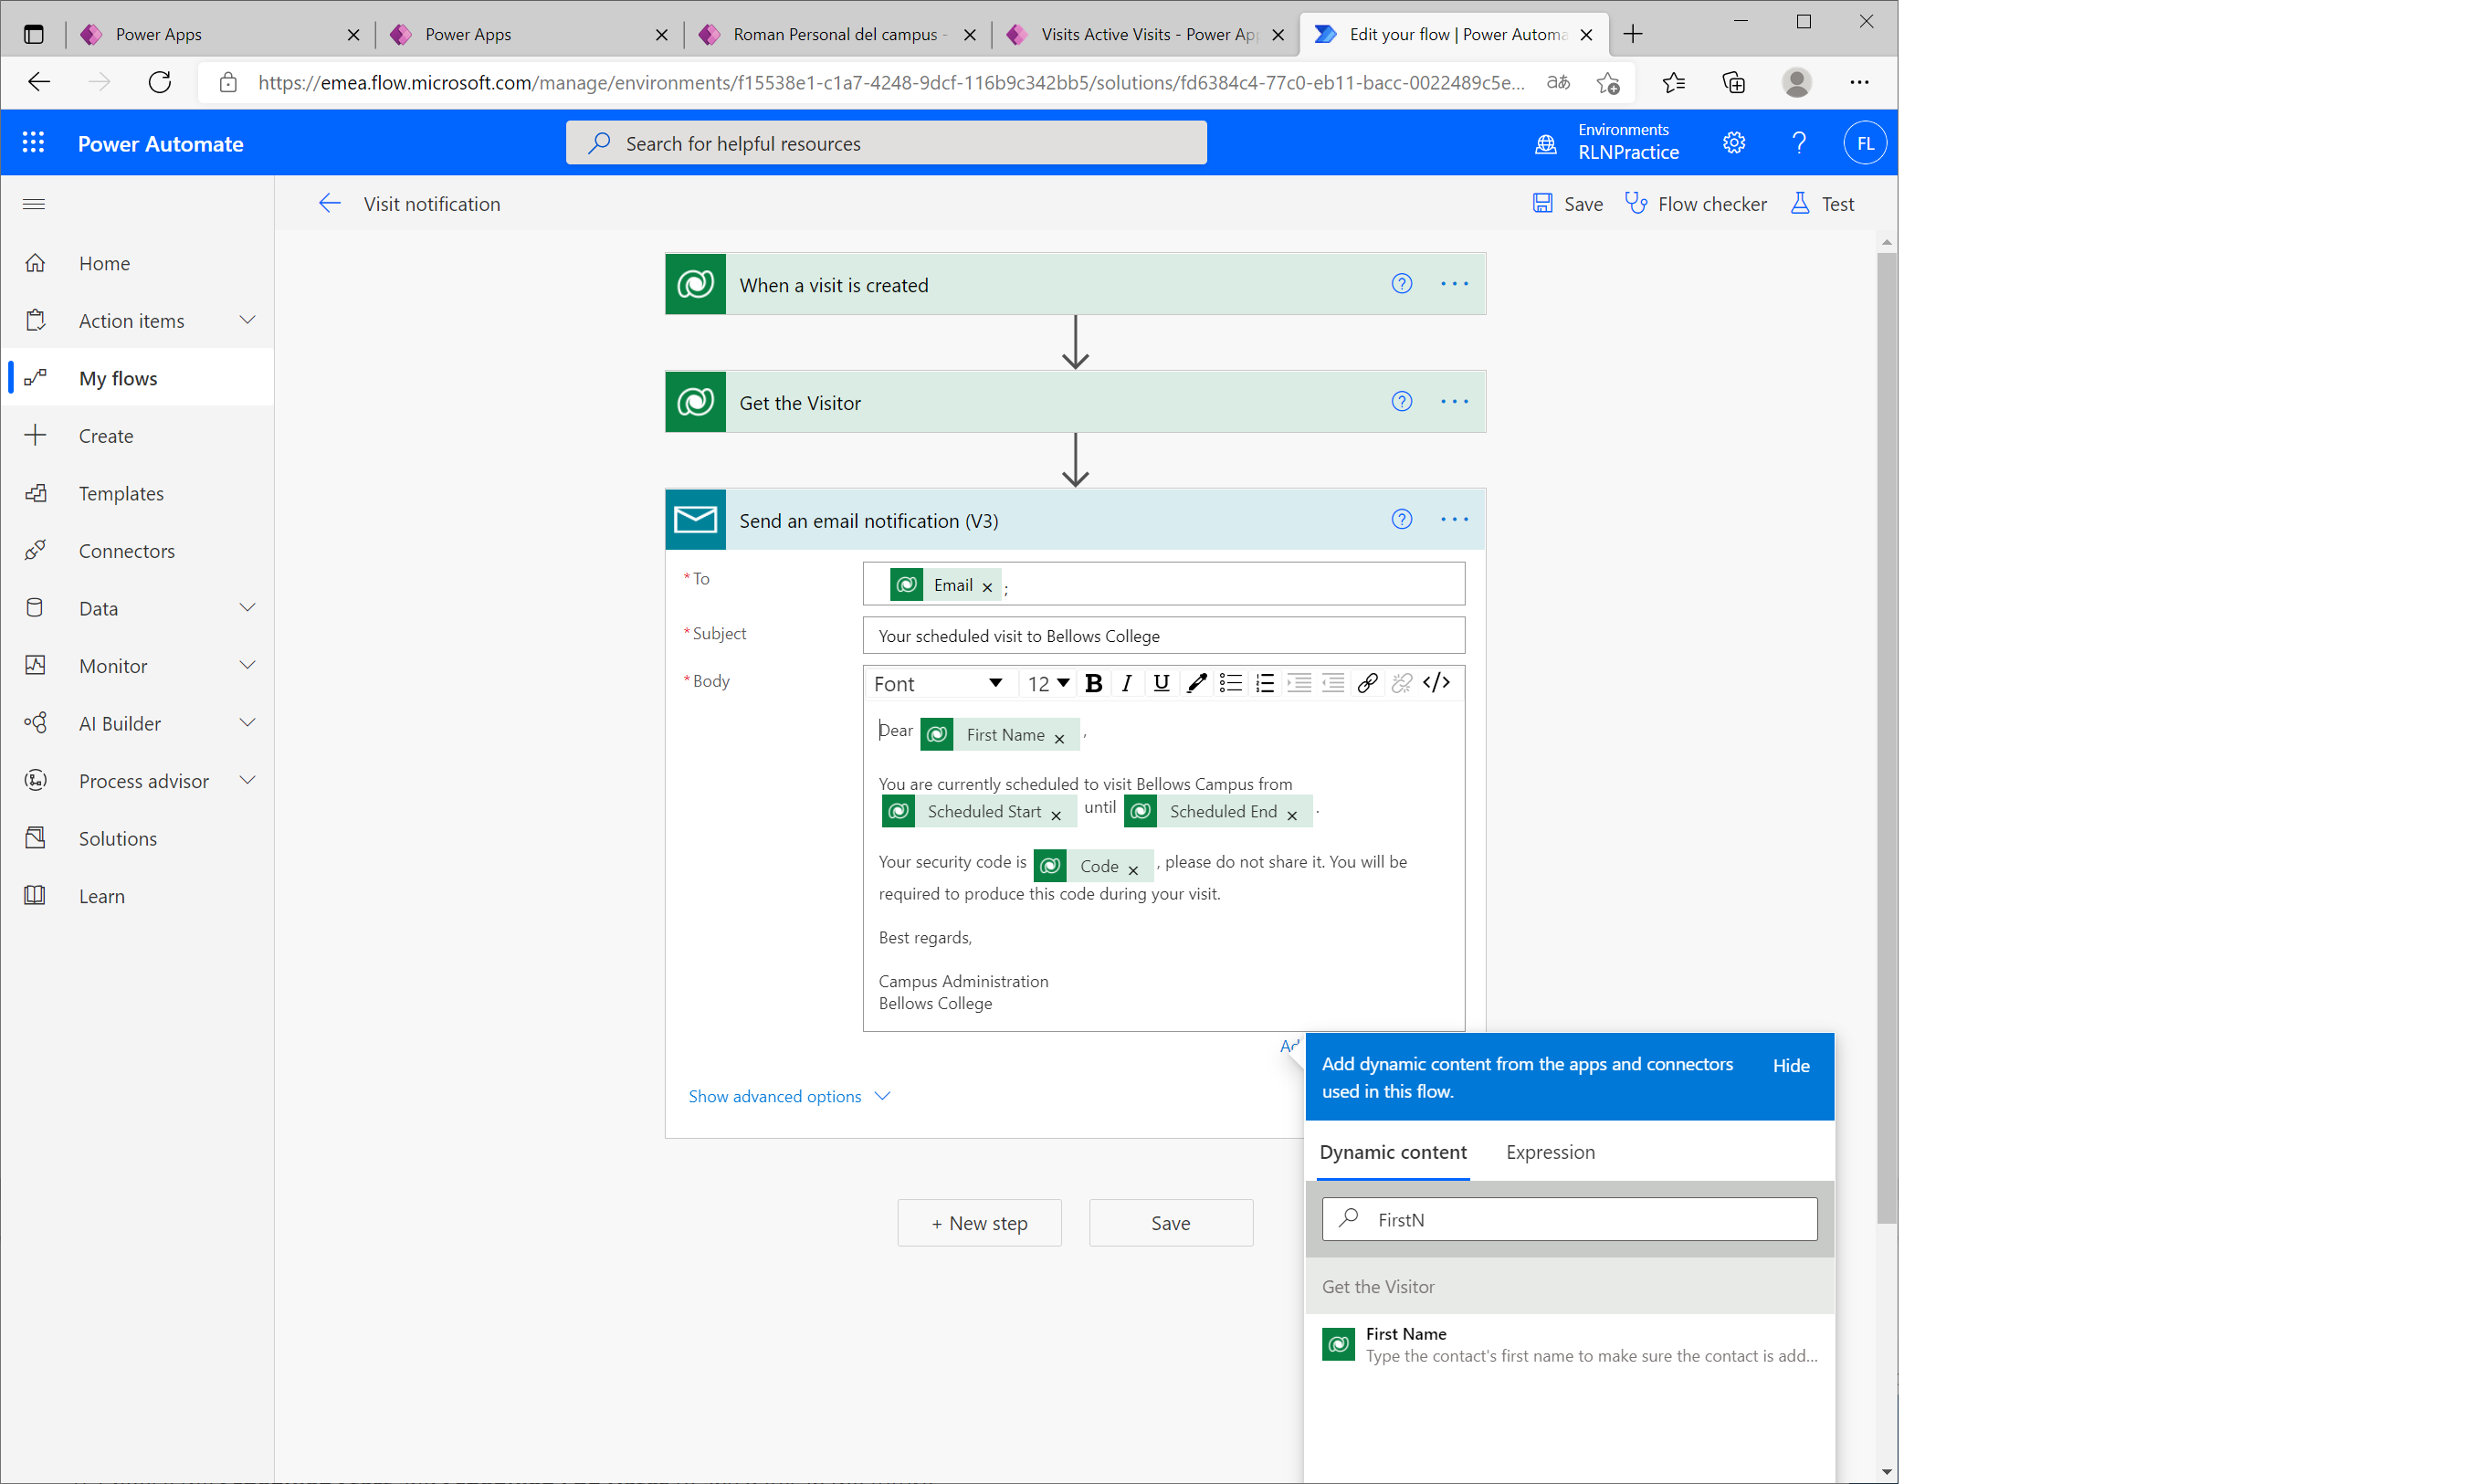 Power Apps
Power Apps
Roman Personal del campus -
Visits Active Visits - Power Ap
Edit your flow | Power Automa
https://emea.flow.microsoft.com/manage/environments/f15538e1-c1a7-4248-9dcf-116b9c342bb5/solutions/fd6384c4-77c0-eb11-bacc-0022489c5e...
aあ
Power Automate
Search for helpful resources
Environments
RLNPractice
?
FL
Visit notification
Save
Flow checker
Test
Home
Action items
My flows
Create
Templates
Connectors
Data
Monitor
AI Builder
Process advisor
Solutions
Learn
When a visit is created
?
...
Get the Visitor
?
...
Send an email notification (V3)
?
...
* To
Email × ;
* Subject
Your scheduled visit to Bellows College
* Body
Font 12 B I U </>
Dear First Name × ,
You are currently scheduled to visit Bellows Campus from
Scheduled Start × until Scheduled End × .
Your security code is Code × , please do not share it. You will be
required to produce this code during your visit.
Best regards,
Campus Administration
Bellows College
Show advanced options
+ New step
Save
Add dynamic content from the apps and connectors
used in this flow.
Hide
Dynamic content
Expression
FirstN
Get the Visitor
First Name
Type the contact's first name to make sure the contact is add...